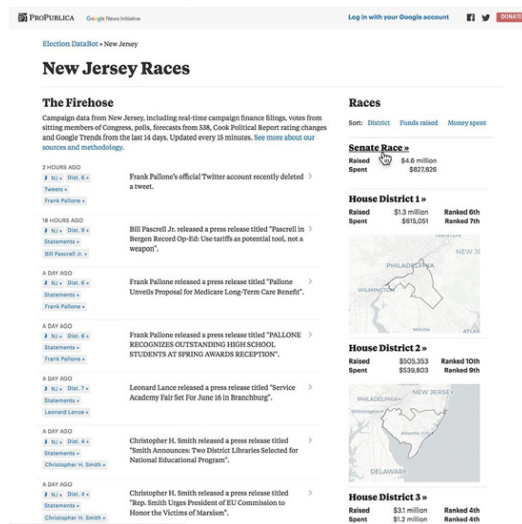 ProPublica
Google News Initiative
Log in with your Google account
DONATE
Election DataBot » New Jersey
New Jersey Races
The Firehose
Campaign data from New Jersey, including real-time campaign finance filings, votes from
sitting members of Congress, polls, forecasts from 538, Cook Political Report rating changes
and Google Trends from the last 14 days. Updated every 15 minutes. See more about our
sources and methodology.
2 HOURS AGO
NJ » Dist. 6 »
Tweets »
Frank Pallone »
Frank Pallone's official Twitter account recently deleted
a tweet.
18 HOURS AGO
NJ » Dist. 9 »
Statements »
Bill Pascrell Jr. »
Bill Pascrell Jr. released a press release titled "Pascrell in
Bergen Record Op-Ed: Use tariffs as potential tool, not a
weapon".
A DAY AGO
NJ » Dist. 6 »
Statements »
Frank Pallone »
Frank Pallone released a press release titled "Pallone
Unveils Proposal for Medicare Long-Term Care Benefit".
A DAY AGO
NJ » Dist. 6 »
Statements »
Frank Pallone »
Frank Pallone released a press release titled "PALLONE
RECOGNIZES OUTSTANDING HIGH SCHOOL
STUDENTS AT SPRING AWARDS RECEPTION".
A DAY AGO
NJ » Dist. 7 »
Statements »
Leonard Lance »
Leonard Lance released a press release titled "Service
Academy Fair Set For June 16 in Branchburg".
A DAY AGO
NJ » Dist. 4 »
Statements »
Christopher H. Smith »
Christopher H. Smith released a press release titled
"Smith Announces: Two District Libraries Selected for
National Educational Program".
A DAY AGO
NJ » Dist. 4 »
Statements »
Christopher H. Smith »
Christopher H. Smith released a press release titled
"Rep. Smith Urges President of EU Commission to
Honor the Victims of Marxism".
Races
Sort: District Funds raised Money spent
Senate Race »
Raised $4.6 million
Spent $827,826
House District 1 »
Raised $1.3 million Ranked 6th
Spent $615,051 Ranked 7th
NEW JE
PHILADELPHIA
WILMINGTON
ATLA
House District 2 »
Raised $505,353 Ranked 10th
Spent $539,803 Ranked 9th
NEW JERSEY
PHILADELPHIA
Wilmington
Atlantic City
DELAWARE
House District 3 »
Raised $3.1 million Ranked 4th
Spent $1.2 million Ranked 4th